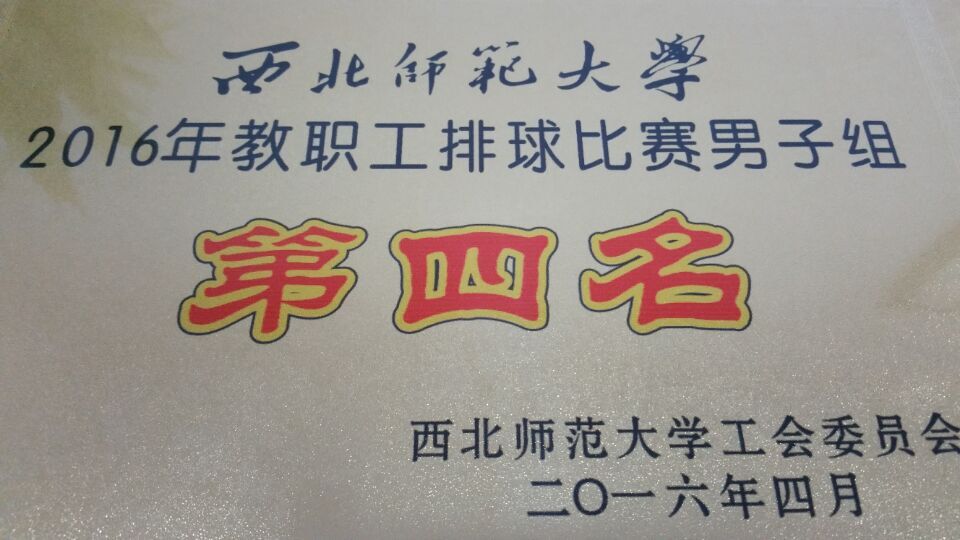 西北师範大學
2016年教职工排球比赛男子组
第四名
西北师范大学工会委员会
二〇一六年四月